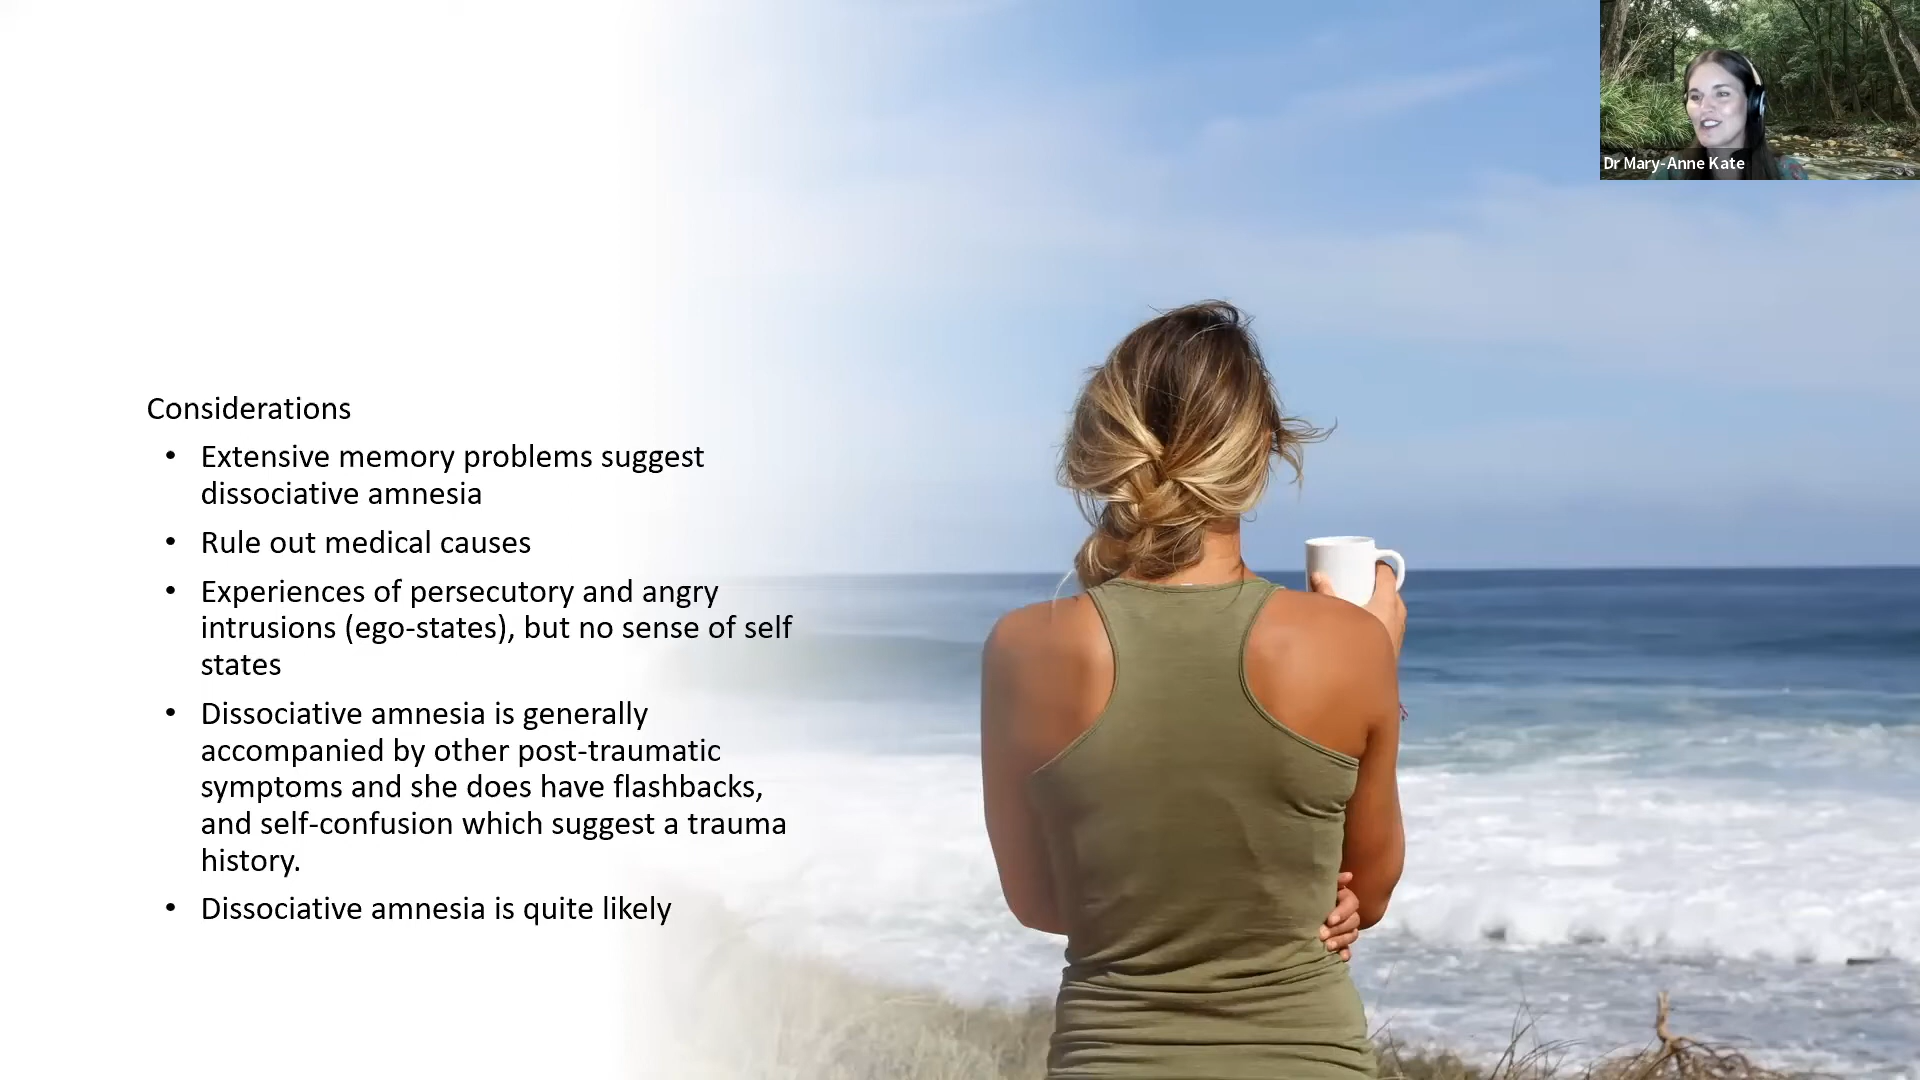 Dr Mary-Anne Kate
Considerations
• Extensive memory problems suggest
dissociative amnesia
• Rule out medical causes
• Experiences of persecutory and angry
intrusions (ego-states), but no sense of self
states
• Dissociative amnesia is generally
accompanied by other post-traumatic
symptoms and she does have flashbacks,
and self-confusion which suggest a trauma
history.
• Dissociative amnesia is quite likely